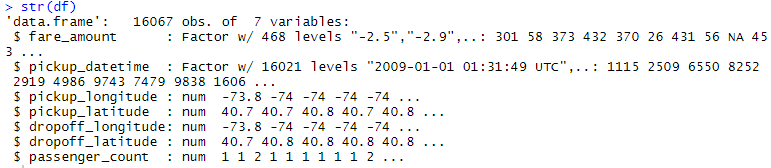 > str(df)
'data.frame':   16067 obs. of  7 variables:
 $ fare_amount      : Factor w/ 468 levels "-2.5","-2.9",..: 301 58 373 432 370 26 431 56 NA 45
3 ...
 $ pickup_datetime  : Factor w/ 16021 levels "2009-01-01 01:31:49 UTC",..: 1115 2509 6550 8252
2919 4986 9743 7479 9838 1606 ...
 $ pickup_longitude : num  -73.8 -74 -74 -74 -74 ...
 $ pickup_latitude  : num  40.7 40.7 40.8 40.7 40.8 ...
 $ dropoff_longitude: num  -73.8 -74 -74 -74 -74 ...
 $ dropoff_latitude : num  40.7 40.8 40.8 40.8 40.8 ...
 $ passenger_count  : num  1 1 2 1 1 1 1 1 1 2 ...